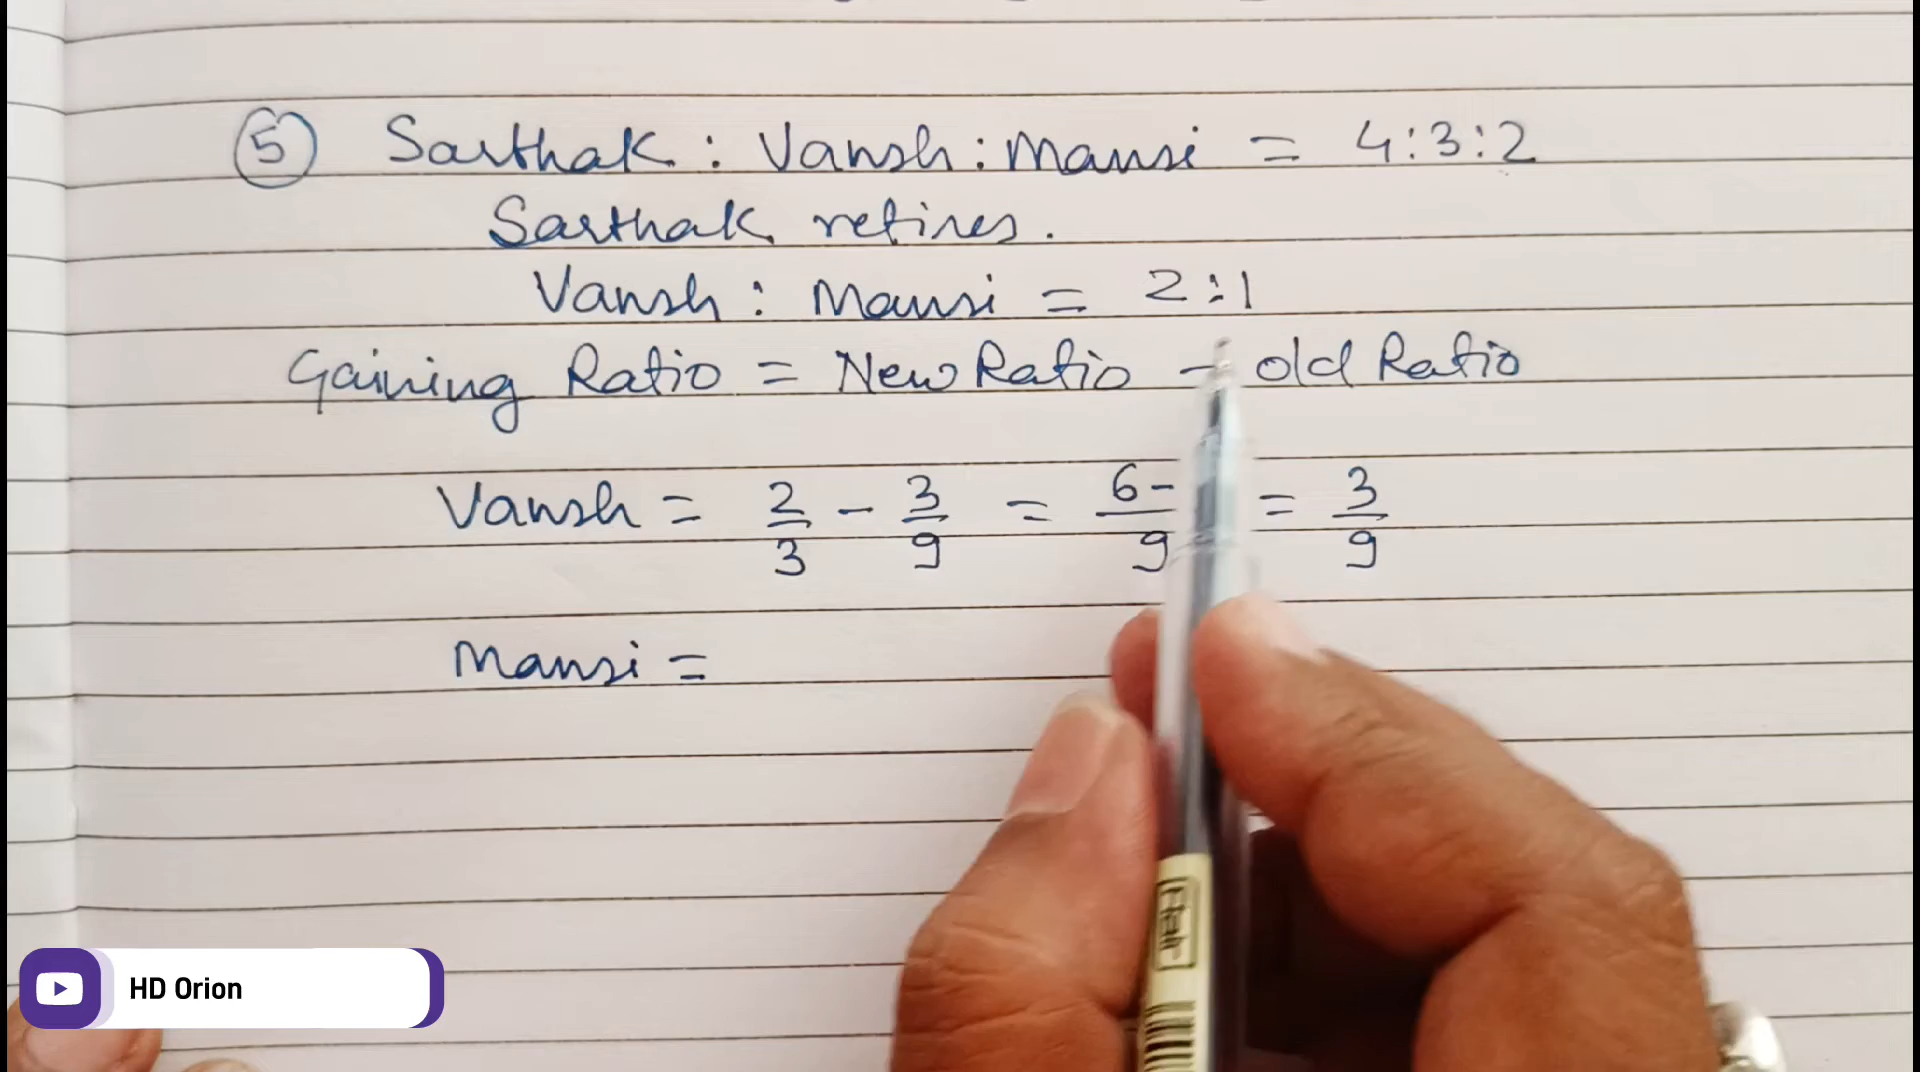 5 Sarthak : Vansh : Mansi = 4:3:2
Sarthak retires.
Vansh : Mansi = 2:1
Gaining Ratio = New Ratio - old Ratio
Vansh = 2/3 - 3/9 = 6-/9 = 3/9
Mansi =
Flair
HD Orion